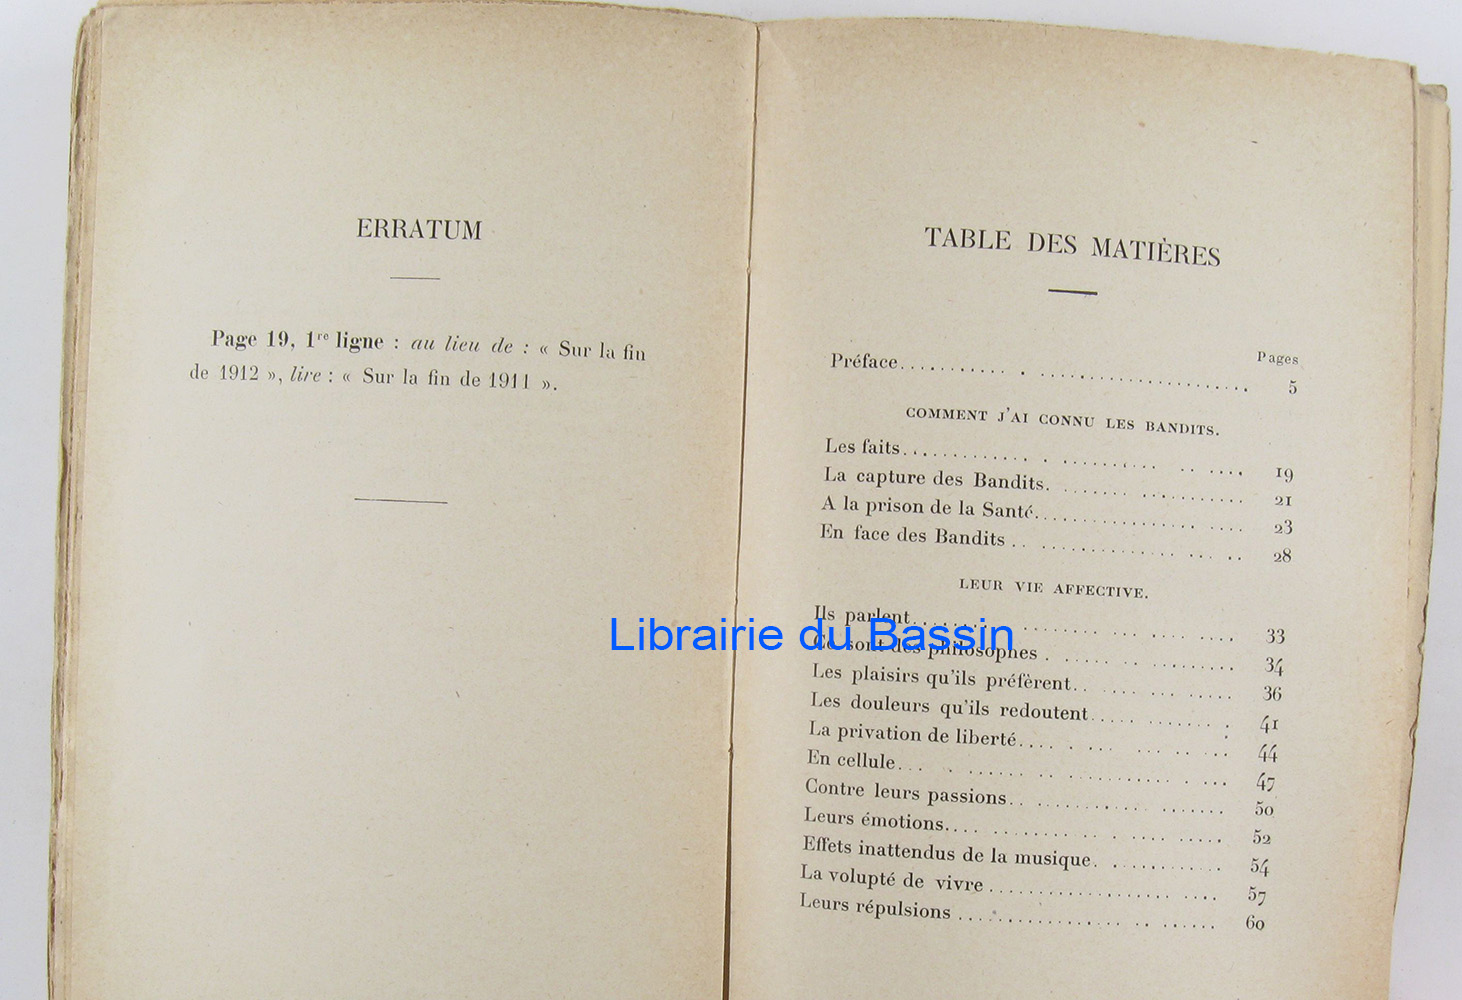 ERRATUM
Page 19, 1re ligne : au lieu de : « Sur la fin
de 1912 », lire : « Sur la fin de 1911 ».
TABLE DES MATIÈRES
Pages
Préface 5
COMMENT J'AI CONNU LES BANDITS.
Les faits 19
La capture des Bandits 21
A la prison de la Santé 23
En face des Bandits 28
LEUR VIE AFFECTIVE.
Ils parlent 33
Ce sont des philosophes 34
Les plaisirs qu'ils préfèrent 36
Les douleurs qu'ils redoutent 41
La privation de liberté 44
En cellule 47
Contre leurs passions 50
Leurs émotions 52
Effets inattendus de la musique 54
La volupté de vivre 57
Leurs répulsions 60
Librairie du Bassin